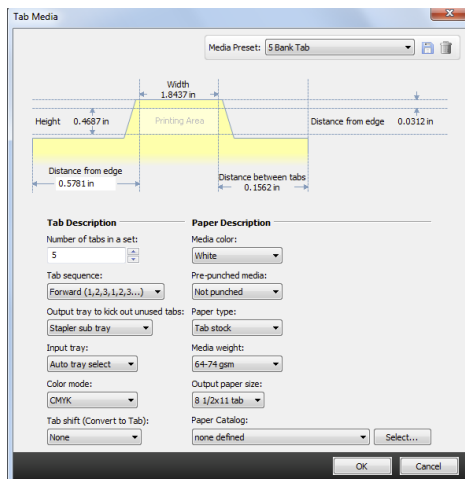 Tab Media
Media Preset: 5 Bank Tab
Width
1.8437 in
Height 0.4687 in Printing Area Distance from edge 0.0312 in
Distance from edge
0.5781 in
Distance between tabs
0.1562 in
Tab Description Paper Description
Number of tabs in a set: Media color:
5 White
Tab sequence: Pre-punched media:
Forward (1,2,3,1,2,3...) Not punched
Output tray to kick out unused tabs: Paper type:
Stapler sub tray Tab stock
Input tray: Media weight:
Auto tray select 64-74 gsm
Color mode: Output paper size:
CMYK 8 1/2x11 tab
Tab shift (Convert to Tab): Paper Catalog:
None none defined Select...
OK Cancel